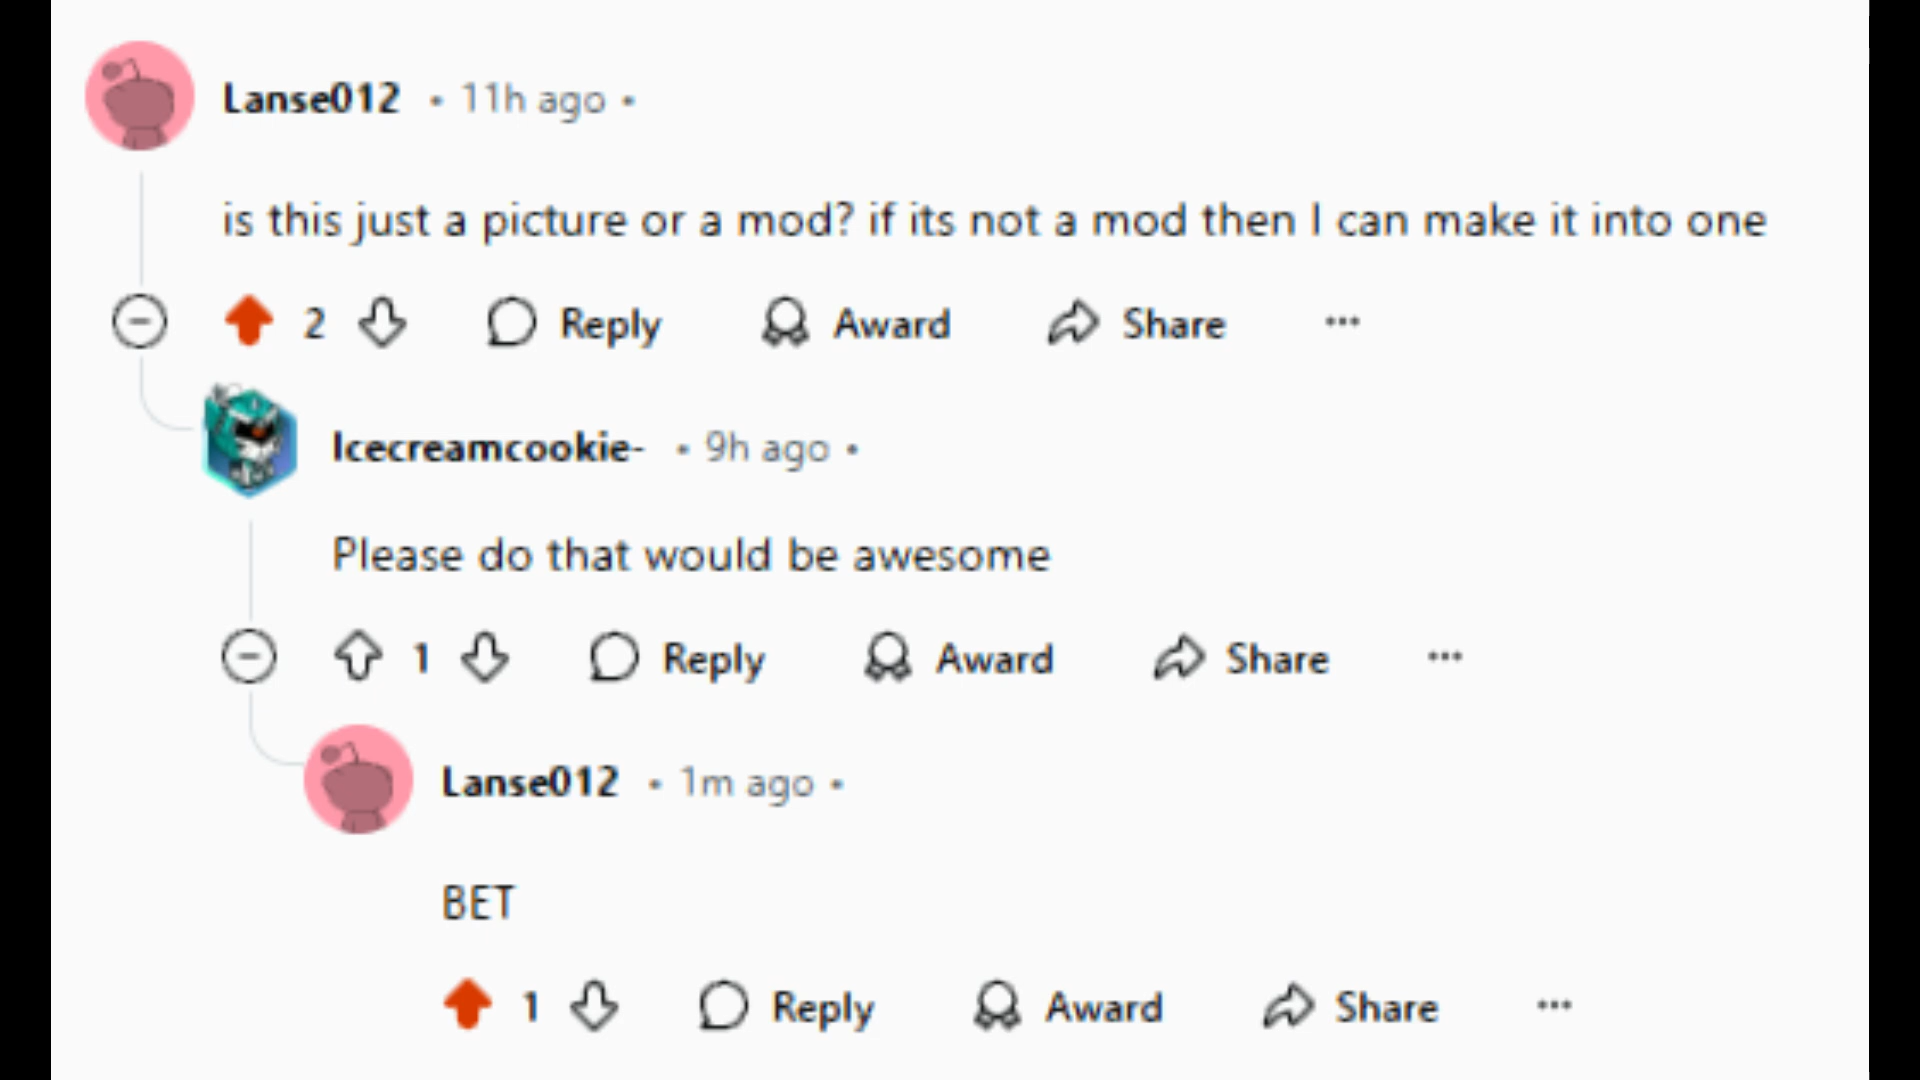 Lanse012 • 11h ago •
is this just a picture or a mod? if its not a mod then I can make it into one
2 Reply Award Share ...
Icecreamcookie- • 9h ago •
Please do that would be awesome
1 Reply Award Share ...
Lanse012 • 1m ago •
BET
1 Reply Award Share ...